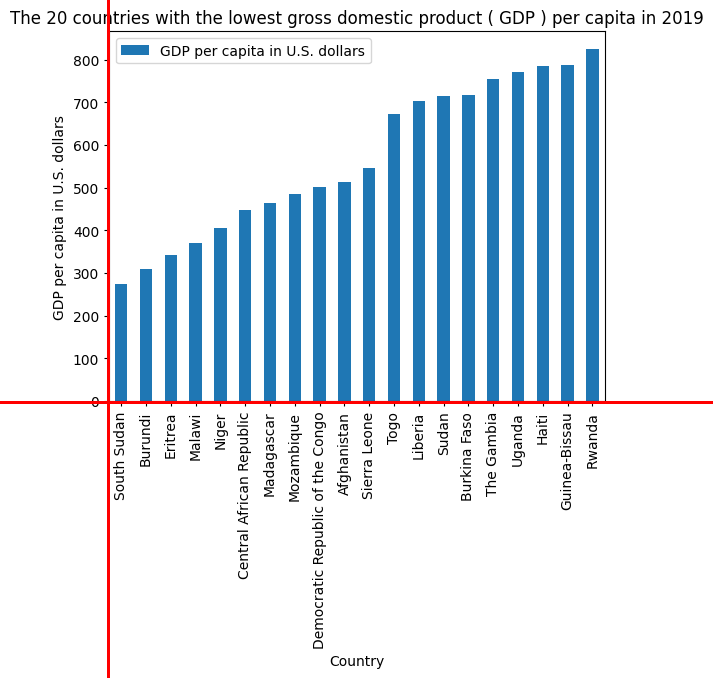 The 20 countries with the lowest gross domestic product ( GDP ) per capita in 2019
GDP per capita in U.S. dollars
GDP per capita in U.S. dollars
800
700
600
500
400
300
200
100
0
South Sudan
Burundi
Eritrea
Malawi
Niger
Central African Republic
Madagascar
Mozambique
Democratic Republic of the Congo
Afghanistan
Sierra Leone
Togo
Liberia
Sudan
Burkina Faso
The Gambia
Uganda
Haiti
Guinea-Bissau
Rwanda
Country